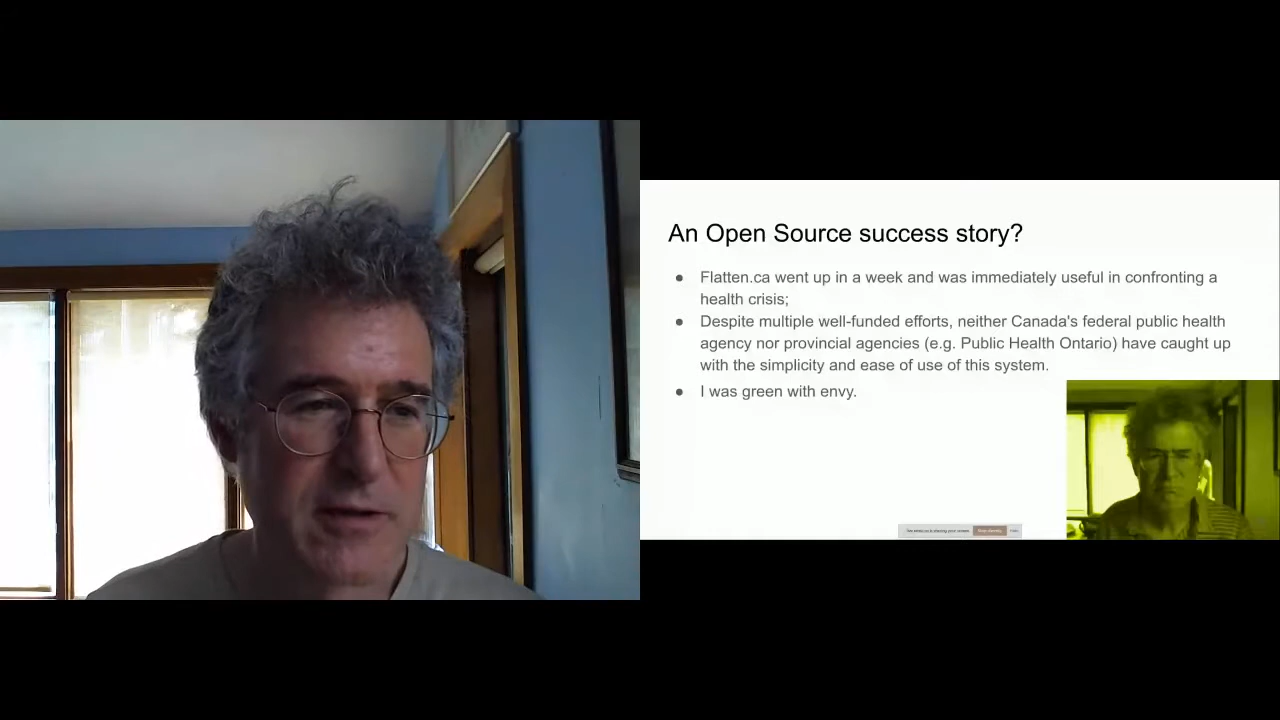 An Open Source success story?
● Flatten.ca went up in a week and was immediately useful in confronting a
health crisis;
● Despite multiple well-funded efforts, neither Canada's federal public health
agency nor provincial agencies (e.g. Public Health Ontario) have caught up
with the simplicity and ease of use of this system.
● I was green with envy.